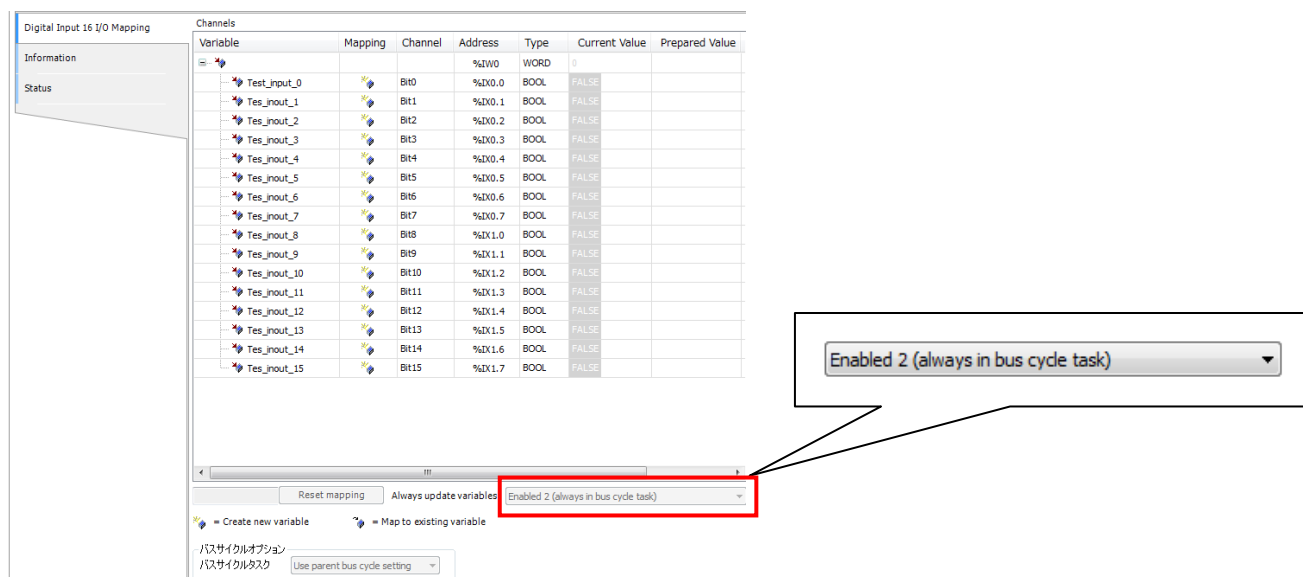 Digital Input 16 I/O Mapping
Information
Status
Channels
Variable Mapping Channel Address Type Current Value Prepared Value
%IW0 WORD 0
Test_input_0 Bit0 %IX0.0 BOOL FALSE
Tes_inout_1 Bit1 %IX0.1 BOOL FALSE
Tes_inout_2 Bit2 %IX0.2 BOOL FALSE
Tes_inout_3 Bit3 %IX0.3 BOOL FALSE
Tes_inout_4 Bit4 %IX0.4 BOOL FALSE
Tes_inout_5 Bit5 %IX0.5 BOOL FALSE
Tes_inout_6 Bit6 %IX0.6 BOOL FALSE
Tes_inout_7 Bit7 %IX0.7 BOOL FALSE
Tes_inout_8 Bit8 %IX1.0 BOOL FALSE
Tes_inout_9 Bit9 %IX1.1 BOOL FALSE
Tes_inout_10 Bit10 %IX1.2 BOOL FALSE
Tes_inout_11 Bit11 %IX1.3 BOOL FALSE
Tes_inout_12 Bit12 %IX1.4 BOOL FALSE
Tes_inout_13 Bit13 %IX1.5 BOOL FALSE
Tes_inout_14 Bit14 %IX1.6 BOOL FALSE
Tes_inout_15 Bit15 %IX1.7 BOOL FALSE
Enabled 2 (always in bus cycle task)
Reset mapping Always update variables Enabled 2 (always in bus cycle task)
= Create new variable = Map to existing variable
バスサイクルオプション
バスサイクルタスク Use parent bus cycle setting